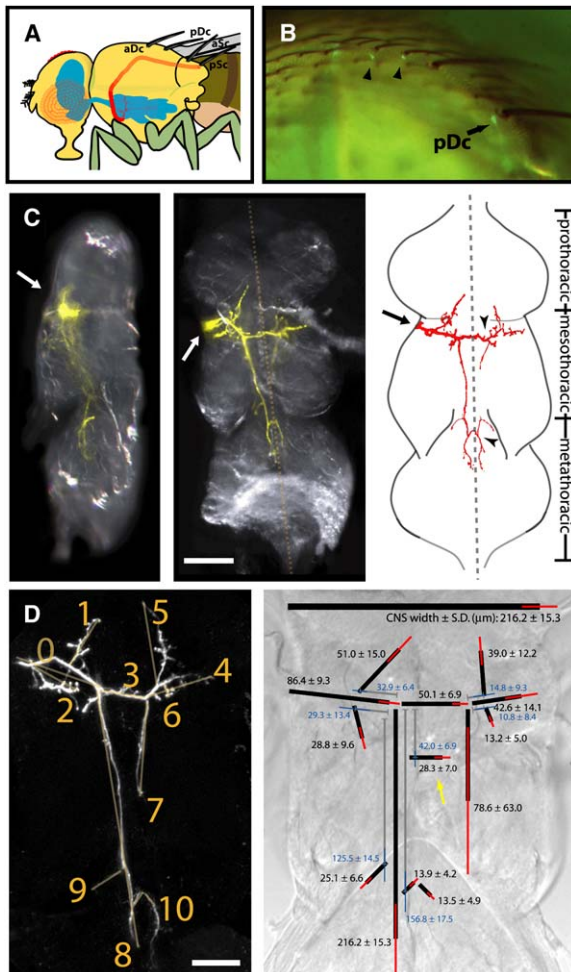 A
aDc
pDc
aSc
pSc
B
pDc
C
prothoracic
mesothoracic
metathoracic
D
0
1
2
3
4
5
6
7
8
9
10
CNS width ± S.D. (µm): 216.2 ± 15.3
51.0 ± 15.0
39.0 ± 12.2
86.4 ± 9.3
32.9 ± 6.4
50.1 ± 6.9
14.8 ± 9.3
42.6 ± 14.1
29.3 ± 13.4
10.8 ± 8.4
28.8 ± 9.6
42.0 ± 6.9
13.2 ± 5.0
28.3 ± 7.0
78.6 ± 63.0
125.5 ± 14.5
25.1 ± 6.6
13.9 ± 4.2
13.5 ± 4.9
156.8 ± 17.5
216.2 ± 15.3